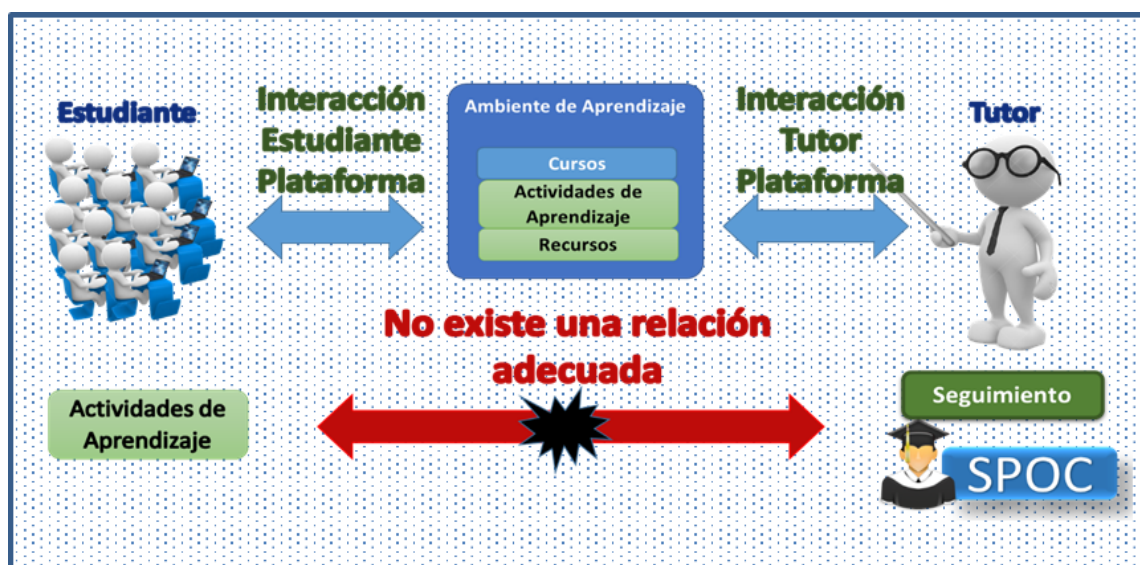 Estudiante
Interacción
Estudiante
Plataforma
Ambiente de Aprendizaje
Cursos
Actividades de
Aprendizaje
Recursos
Interacción
Tutor
Plataforma
Tutor
No existe una relación
adecuada
Actividades de
Aprendizaje
Seguimiento
SPOC